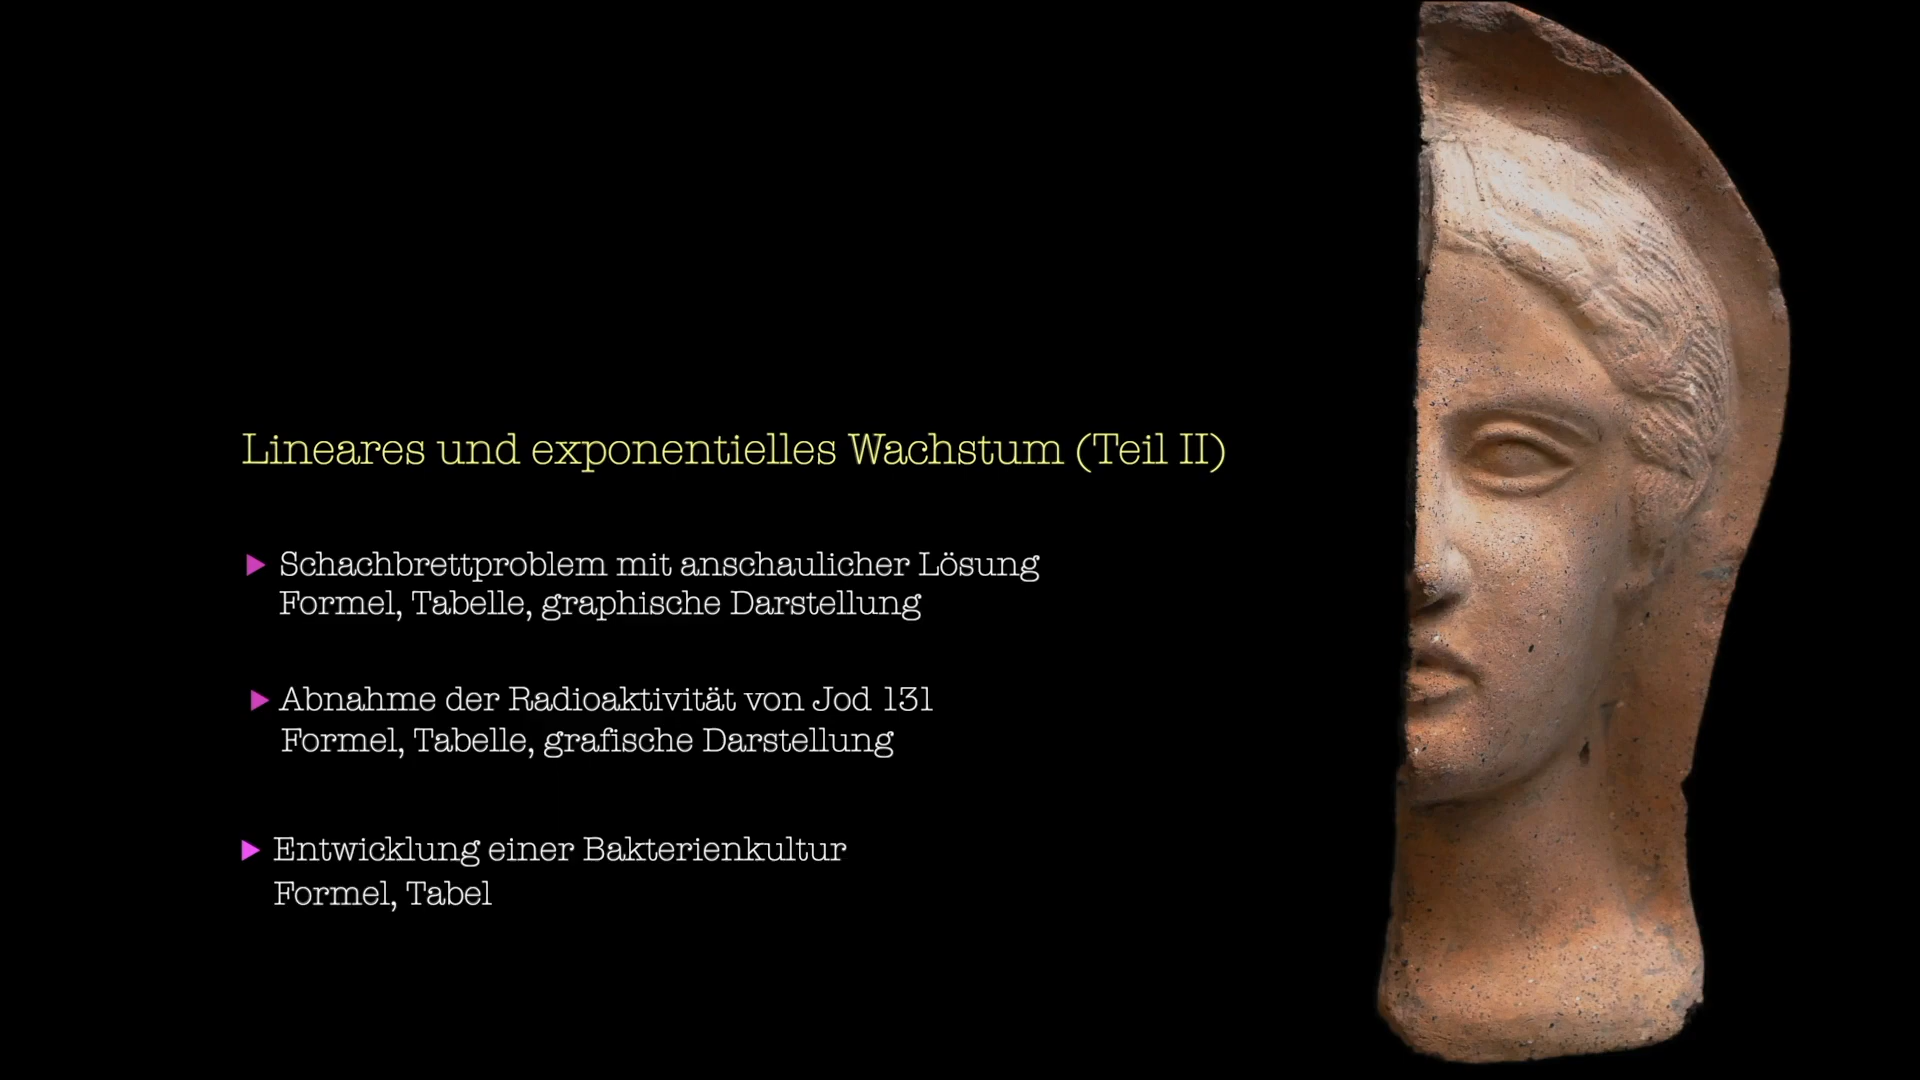 Lineares und exponentielles Wachstum (Teil II)
Schachbrettproblem mit anschaulicher Lösung
Formel, Tabelle, graphische Darstellung
Abnahme der Radioaktivität von Jod 131
Formel, Tabelle, grafische Darstellung
Entwicklung einer Bakterienkultur
Formel, Tabel